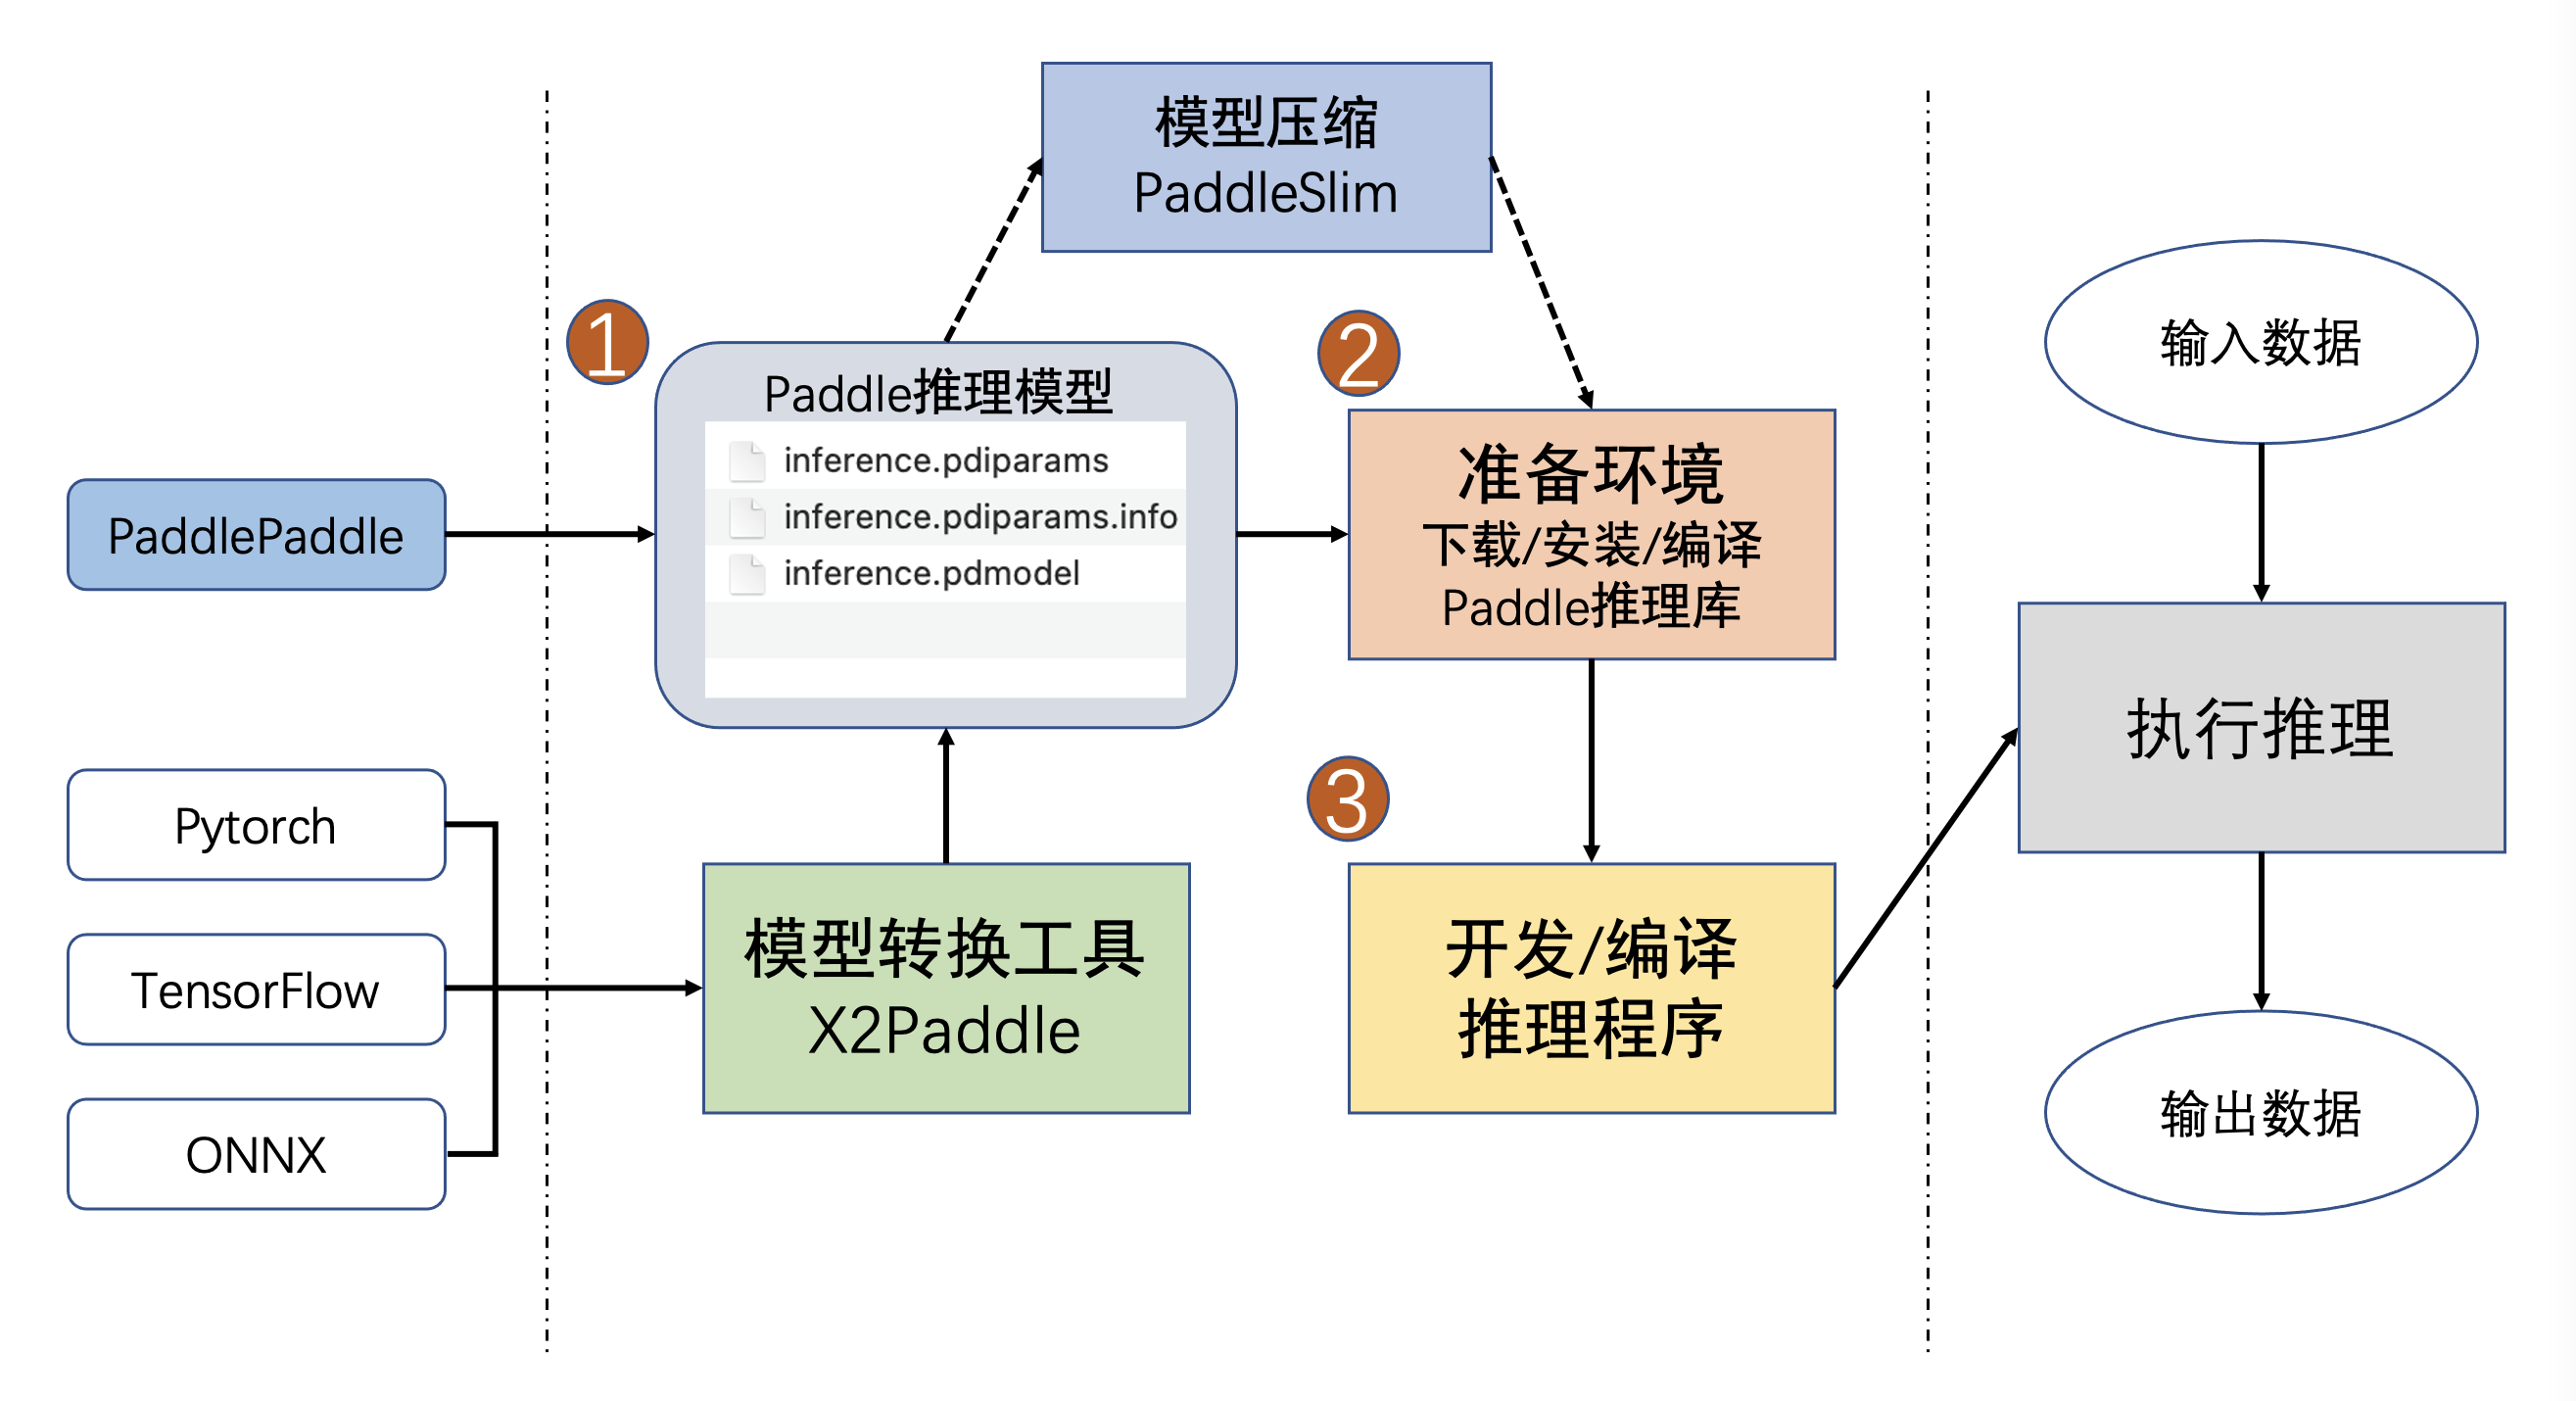 模型压缩
PaddleSlim
1
Paddle推理模型
inference.pdiparams
inference.pdiparams.info
inference.pdmodel
2
准备环境
下载/安装/编译
Paddle推理库
输入数据
PaddlePaddle
执行推理
Pytorch
TensorFlow
ONNX
模型转换工具
X2Paddle
3
开发/编译
推理程序
输出数据